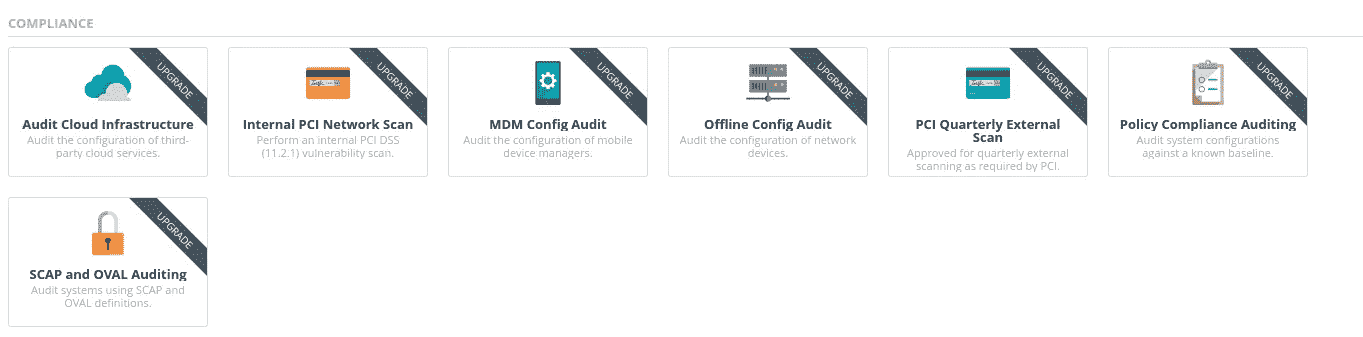 COMPLIANCE
UPGRADE
Audit Cloud Infrastructure
Audit the configuration of third-
party cloud services.
UPGRADE
Internal PCI Network Scan
Perform an internal PCI DSS
(11.2.1) vulnerability scan.
UPGRADE
MDM Config Audit
Audit the configuration of mobile
device managers.
UPGRADE
Offline Config Audit
Audit the configuration of network
devices.
UPGRADE
PCI Quarterly External
Scan
Approved for quarterly external
scanning as required by PCI.
UPGRADE
Policy Compliance Auditing
Audit system configurations
against a known baseline.
UPGRADE
SCAP and OVAL Auditing
Audit systems using SCAP and
OVAL definitions.